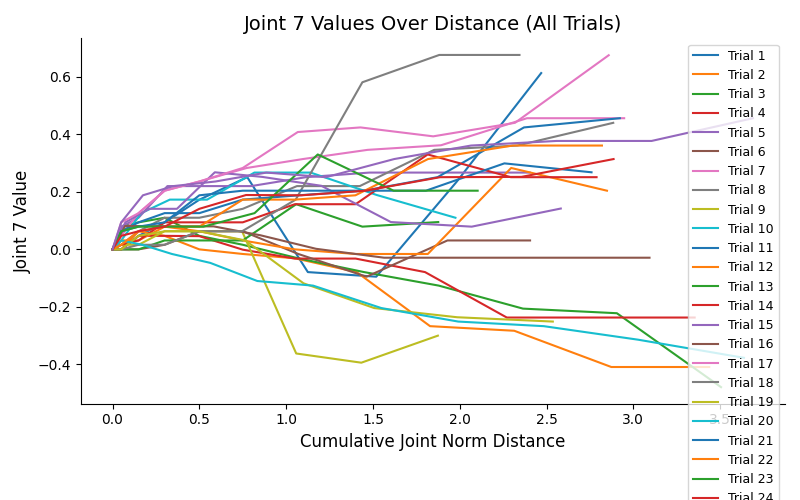 Joint 7 Values Over Distance (All Trials)
Joint 7 Value
0.6
0.4
0.2
0.0
−0.2
−0.4
0.0 0.5 1.0 1.5 2.0 2.5 3.0 3.5
Cumulative Joint Norm Distance
Trial 1
Trial 2
Trial 3
Trial 4
Trial 5
Trial 6
Trial 7
Trial 8
Trial 9
Trial 10
Trial 11
Trial 12
Trial 13
Trial 14
Trial 15
Trial 16
Trial 17
Trial 18
Trial 19
Trial 20
Trial 21
Trial 22
Trial 23
Trial 24